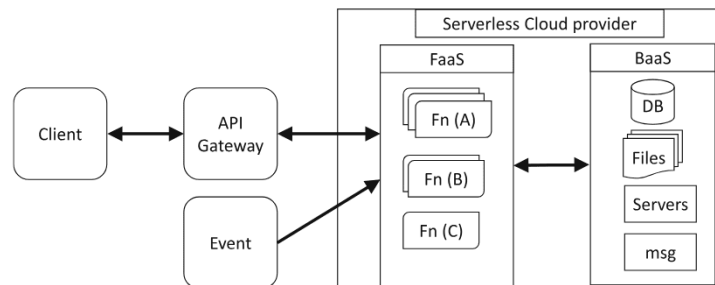 Serverless Cloud provider
FaaS
BaaS
Client
API
Gateway
Event
Fn (A)
Fn (B)
Fn (C)
DB
Files
Servers
msg